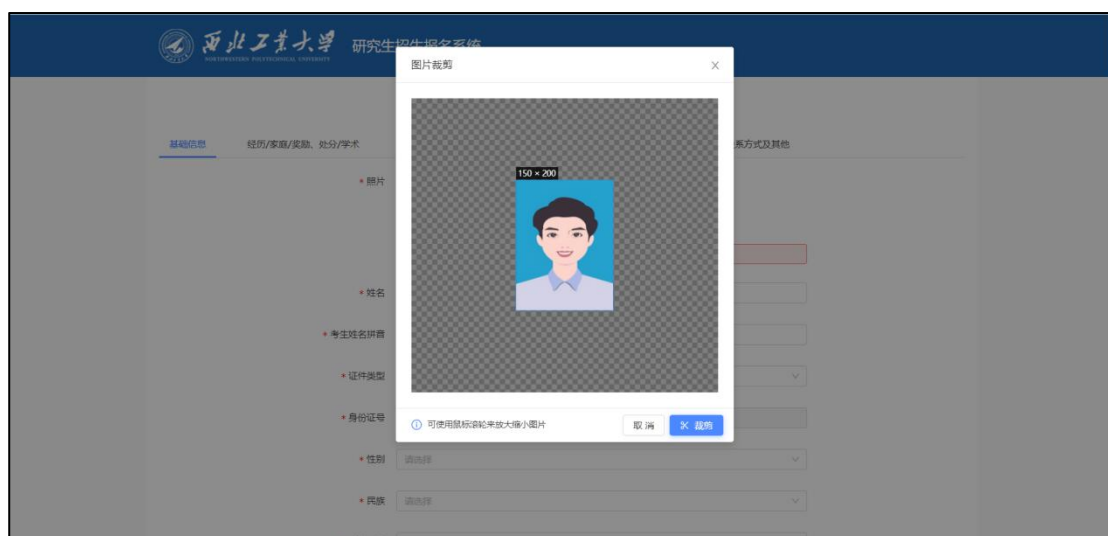 西北工业大学 研究生招生报名系统
NORTHWESTERN POLYTECHNICAL UNIVERSITY
图片裁剪
基础信息 经历/家庭/奖励、处分/学术 系方式及其他
* 照片
150 × 200
* 姓名
* 考生姓名拼音
* 证件类型
* 身份证号
可使用鼠标滚轮来放大缩小图片 取 消 裁剪
* 性别 请选择
* 民族 请选择